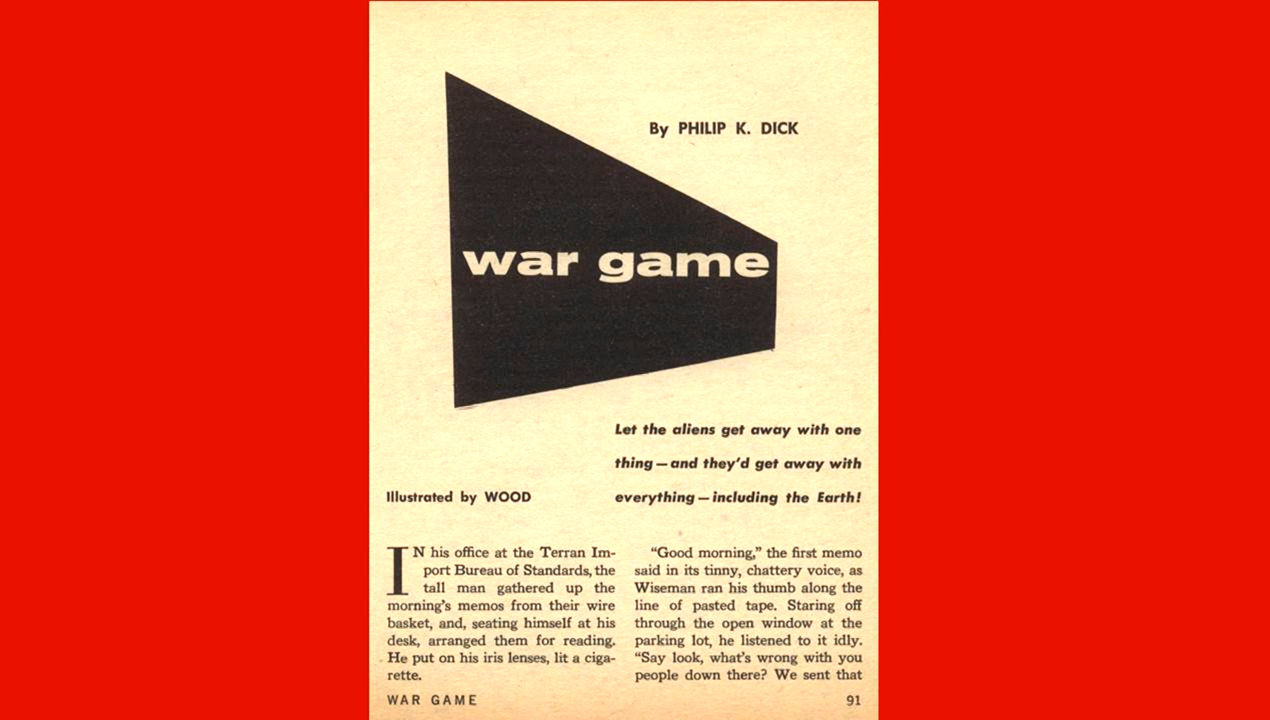 By PHILIP K. DICK
war game
Let the aliens get away with one
thing—and they'd get away with
everything—including the Earth!
Illustrated by WOOD
IN his office at the Terran Im-
port Bureau of Standards, the
tall man gathered up the
morning's memos from their wire
basket, and, seating himself at his
desk, arranged them for reading.
He put on his iris lenses, lit a ciga-
rette.
“Good morning,” the first memo
said in its tinny, chattery voice, as
Wiseman ran his thumb along the
line of pasted tape. Staring off
through the open window at the
parking lot, he listened to it idly.
“Say look, what's wrong with you
people down there? We sent that
WAR GAME
91